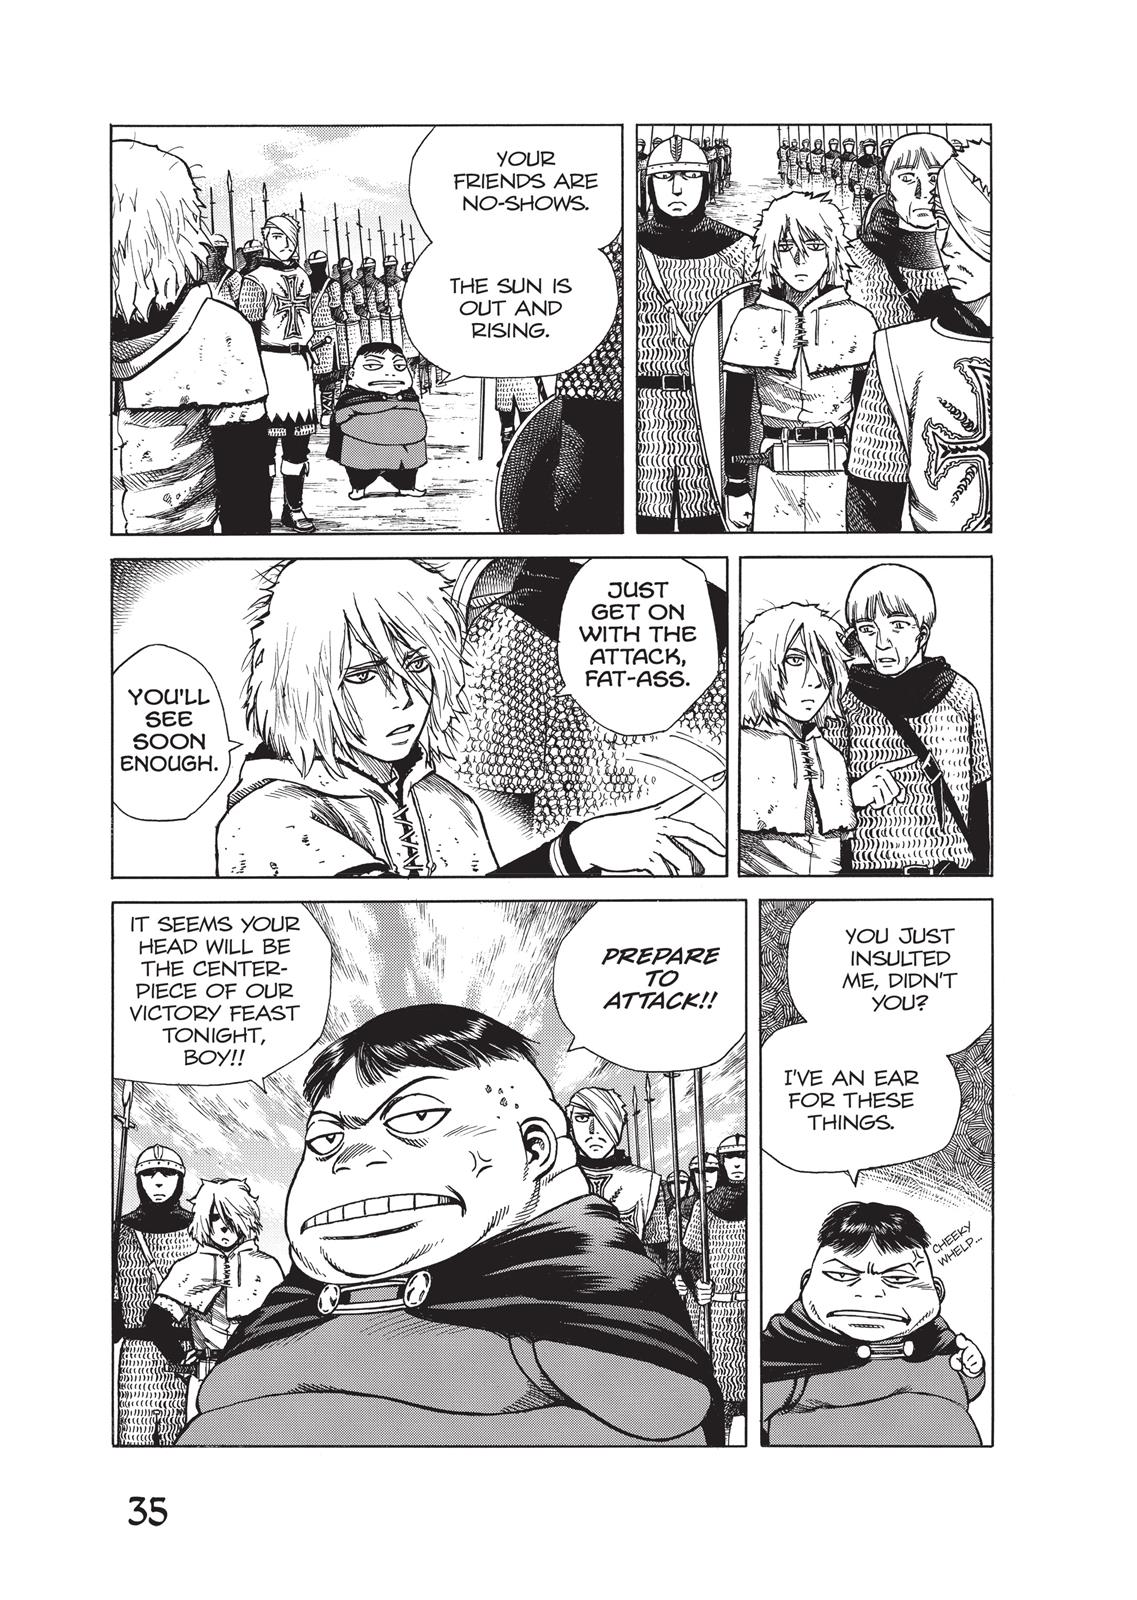 YOUR
FRIENDS ARE
NO-SHOWS.
THE SUN IS
OUT AND
RISING.
JUST
GET ON
WITH THE
ATTACK,
FAT-ASS.
YOU'LL
SEE
SOON
ENOUGH.
YOU JUST
INSULTED
ME, DIDN'T
YOU?
I'VE AN EAR
FOR THESE
THINGS.
CHEEKY
WHELP...
PREPARE
TO
ATTACK!!
IT SEEMS YOUR
HEAD WILL BE
THE CENTER-
PIECE OF OUR
VICTORY FEAST
TONIGHT,
BOY!!
35